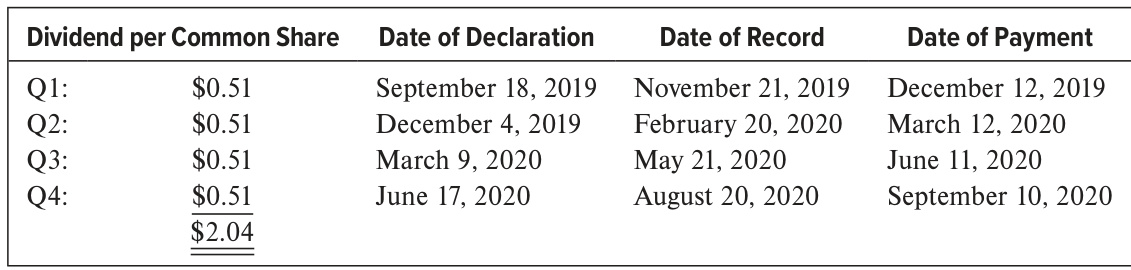 Dividend per Common Share Date of Declaration Date of Record Date of Payment
Q1: $0.51 September 18, 2019 November 21, 2019 December 12, 2019
Q2: $0.51 December 4, 2019 February 20, 2020 March 12, 2020
Q3: $0.51 March 9, 2020 May 21, 2020 June 11, 2020
Q4: $0.51 June 17, 2020 August 20, 2020 September 10, 2020
$2.04